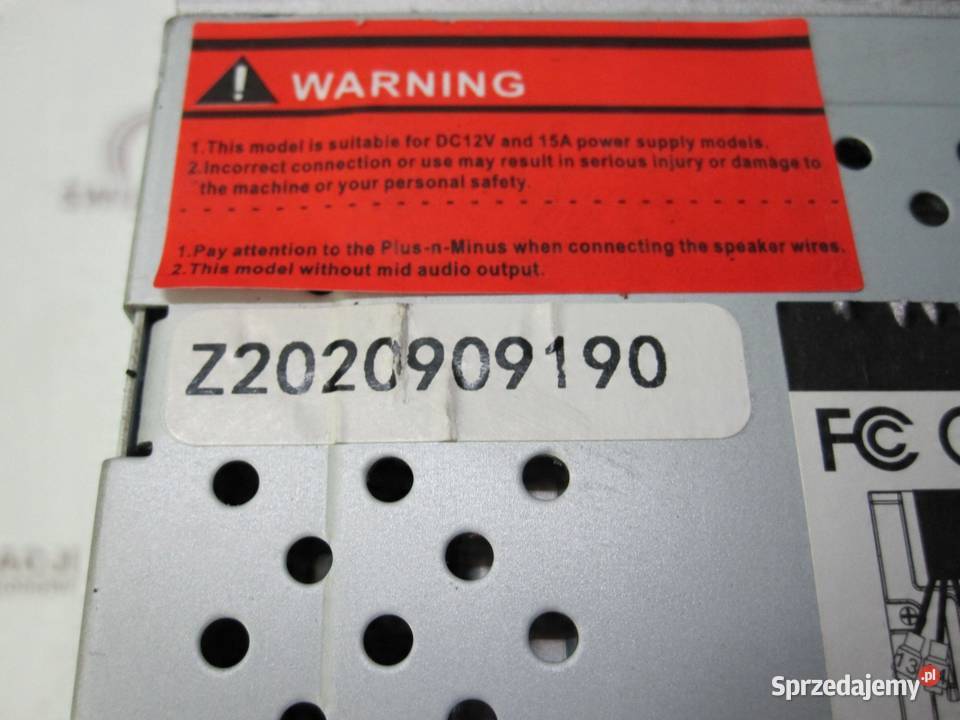 WARNING
1.This model is suitable for DC12V and 15A power supply models.
2.Incorrect connection or use may result in serious injury or damage to
the machine or your personal safety.
1.Pay attention to the Plus-n-Minus when connecting the speaker wires.
2.This model without mid audio output.
Z2020909190
FC
ACJI
13
Sprzedajemy.pl